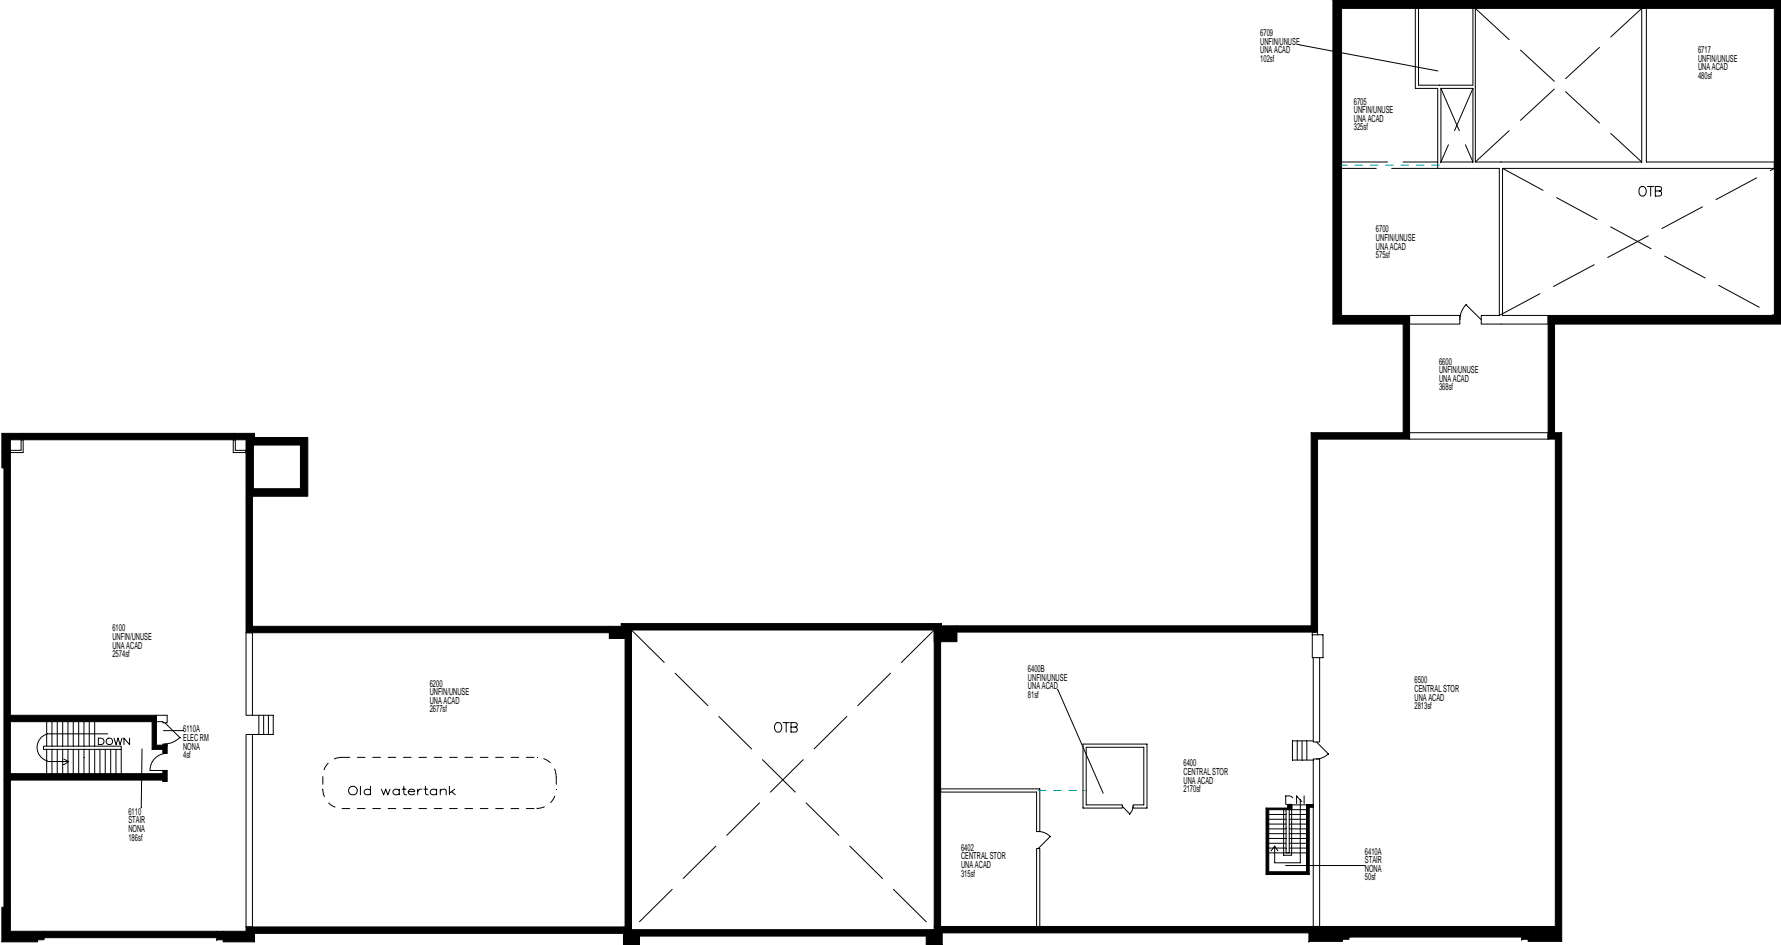 6709
UNFIN/UNUSE
UNA ACAD
102sf
6717
UNFIN/UNUSE
UNA ACAD
480sf
6705
UNFIN/UNUSE
UNA ACAD
325sf
OTB
6700
UNFIN/UNUSE
UNA ACAD
575sf
6600
UNFIN/UNUSE
UNA ACAD
368sf
6100
UNFIN/UNUSE
UNA ACAD
2574sf
6200
UNFIN/UNUSE
UNA ACAD
2677sf
6400B
UNFIN/UNUSE
UNA ACAD
81sf
6500
CENTRAL STOR
UNA ACAD
2813sf
OTB
6110A
ELEC RM
NONA
4sf
DOWN
6400
CENTRAL STOR
UNA ACAD
2170sf
Old watertank
DN
6110
STAIR
NONA
186sf
6402
CENTRAL STOR
UNA ACAD
315sf
6410A
STAIR
NONA
50sf